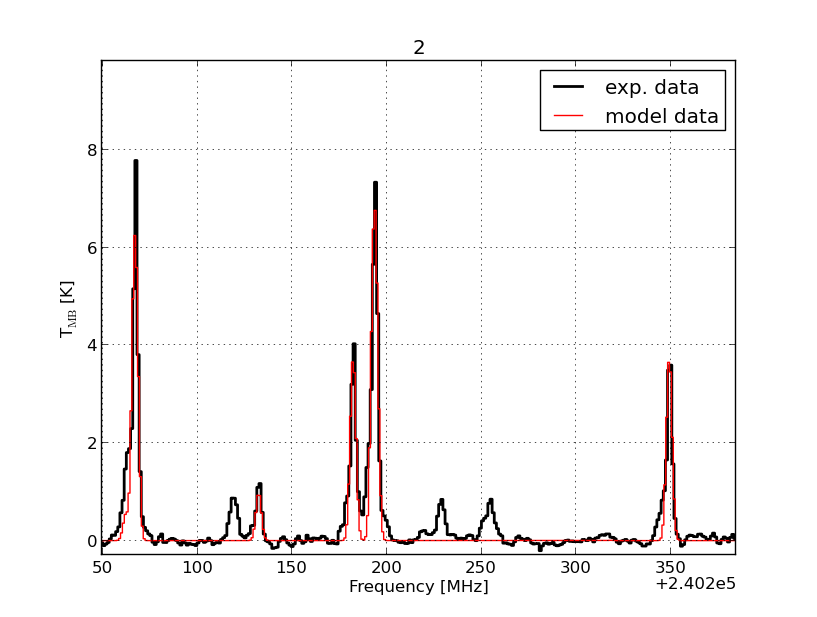 2
exp. data
model data
8
6
4
2
0
T_MB [K]
50 100 150 200 250 300 350
+2.402e5
Frequency [MHz]